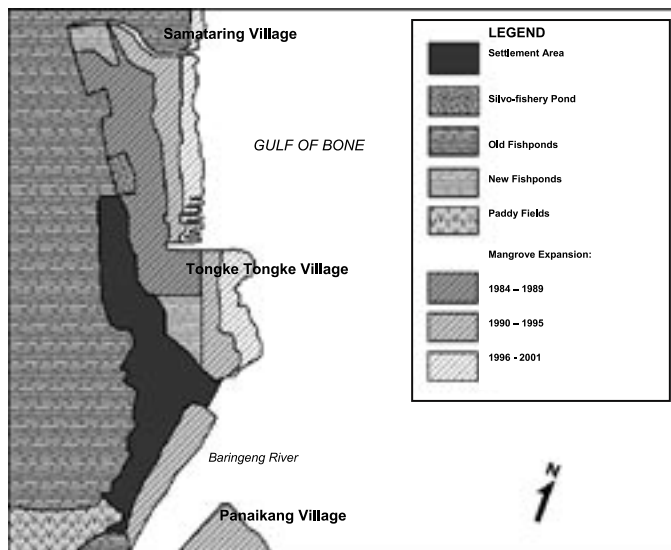 Samataring Village
GULF OF BONE
Tongke Tongke Village
Baringeng River
Panaikang Village
N
LEGEND
Settlement Area
Silvo-fishery Pond
Old Fishponds
New Fishponds
Paddy Fields
Mangrove Expansion:
1984 – 1989
1990 – 1995
1996 - 2001